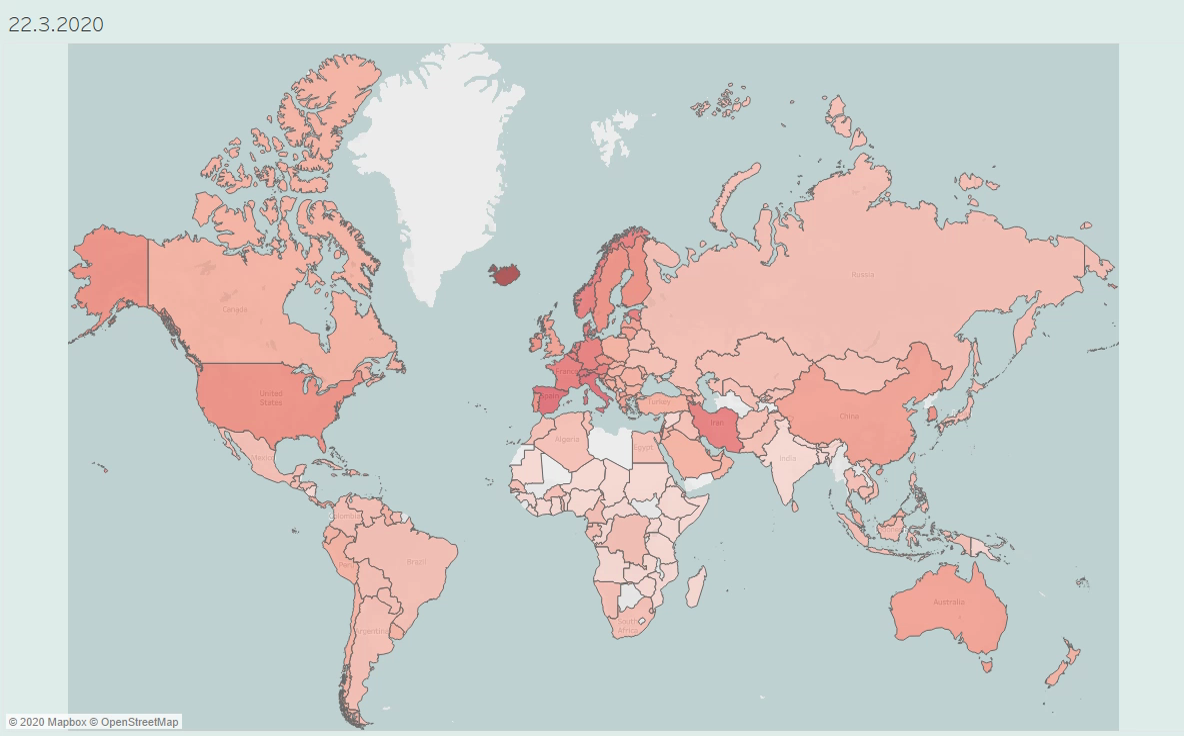 22.3.2020
Russia
Canada
United
States
France
Spain
Turkey
Iran
China
Algeria
Egypt
Mexico
India
Brazil
Peru
Australia
Argentina
South
Africa
© 2020 Mapbox © OpenStreetMap